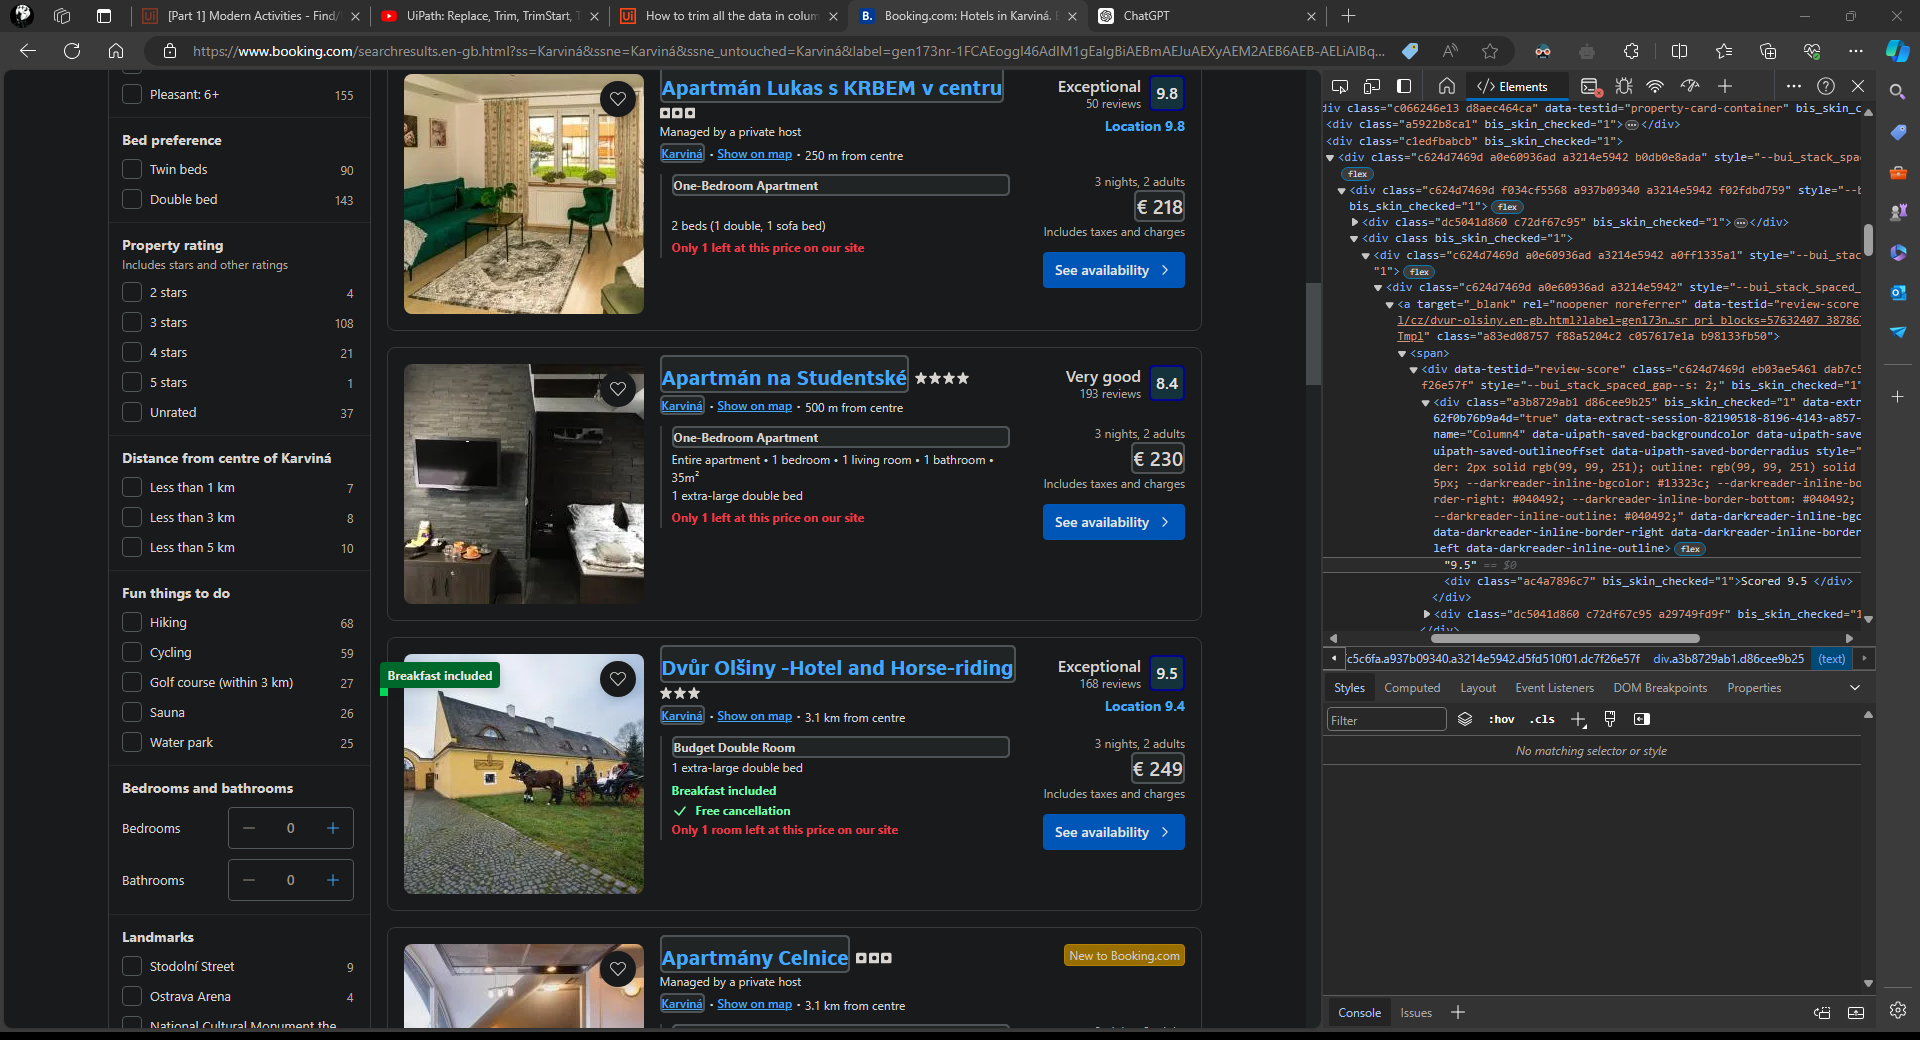 [Part 1] Modern Activities - Find/
UiPath: Replace, Trim, TrimStart, T
How to trim all the data in colum
Booking.com: Hotels in Karviná.
ChatGPT
https://www.booking.com/searchresults.en-gb.html?ss=Karviná&ssne=Karviná&ssne_untouched=Karviná&label=gen173nr-1FCAEoggI46AdIM1gEaIgBiAEBmAEJuAEXyAEM2AEB6AEB-AELiAIBq...
Pleasant: 6+ 155
Bed preference
Twin beds 90
Double bed 143
Property rating
Includes stars and other ratings
2 stars 4
3 stars 108
4 stars 21
5 stars 1
Unrated 37
Distance from centre of Karviná
Less than 1 km 7
Less than 3 km 8
Less than 5 km 10
Fun things to do
Hiking 68
Cycling 59
Golf course (within 3 km) 27
Sauna 26
Water park 25
Bedrooms and bathrooms
Bedrooms 0
Bathrooms 0
Landmarks
Stodolní Street 9
Ostrava Arena 4
National Cultural Monument the
Apartmán Lukas s KRBEM v centru
Exceptional 9.8
50 reviews
Location 9.8
Managed by a private host
Karviná • Show on map • 250 m from centre
One-Bedroom Apartment
2 beds (1 double, 1 sofa bed)
Only 1 left at this price on our site
3 nights, 2 adults
€ 218
Includes taxes and charges
See availability
Apartmán na Studentské
Very good 8.4
193 reviews
Karviná • Show on map • 500 m from centre
One-Bedroom Apartment
Entire apartment • 1 bedroom • 1 living room • 1 bathroom •
35m²
1 extra-large double bed
Only 1 left at this price on our site
3 nights, 2 adults
€ 230
Includes taxes and charges
See availability
Breakfast included
Dvůr Olšiny -Hotel and Horse-riding
Exceptional 9.5
168 reviews
Location 9.4
Karviná • Show on map • 3.1 km from centre
Budget Double Room
1 extra-large double bed
Breakfast included
Free cancellation
Only 1 room left at this price on our site
3 nights, 2 adults
€ 249
Includes taxes and charges
See availability
Apartmány Celnice
New to Booking.com
Managed by a private host
Karviná • Show on map • 3.1 km from centre
Elements
div class="c066246e13 d8aec464ca" data-testid="property-card-container" bis_skin_c
<div class="a5922b8ca1" bis_skin_checked="1"> </div>
<div class="c1edfbabcb" bis_skin_checked="1">
<div class="c624d7469d a0e60936ad a3214e5942 b0db0e8ada" style="--bui_stack_spa
flex
<div class="c624d7469d f034cf5568 a937b09340 a3214e5942 f02fdbd759" style="--b
bis_skin_checked="1"> flex
<div class="dc5041d860 c72df67c95" bis_skin_checked="1"> </div>
<div class bis_skin_checked="1">
<div class="c624d7469d a0e60936ad a3214e5942 a0ff1335a1" style="--bui_stac
"1"> flex
<div class="c624d7469d a0e60936ad a3214e5942" style="--bui_stack_spaced_
<a target="_blank" rel="noopener noreferrer" data-testid="review-score
l/cz/dvur-olsiny.en-gb.html?label=gen173n…sr_pri_blocks=57632407_38786
Tmpl" class="a83ed08757 f88a5204c2 c057617e1a b98133fb50">
<span>
<div data-testid="review-score" class="c624d7469d eb03ae5461 dab7c5
f26e57f" style="--bui_stack_spaced_gap--s: 2;" bis_skin_checked="1"
<div class="a3b8729ab1 d86cee9b25" bis_skin_checked="1" data-extr
62f0b76b9a4d="true" data-extract-session-82190518-8196-4143-a857-
name="Column4" data-uipath-saved-backgroundcolor data-uipath-save
uipath-saved-outlineoffset data-uipath-saved-borderradius style="
der: 2px solid rgb(99, 99, 251); outline: rgb(99, 99, 251) solid
5px; --darkreader-inline-bgcolor: #13323c; --darkreader-inline-bo
rder-right: #040492; --darkreader-inline-border-bottom: #040492;
--darkreader-inline-outline: #040492;" data-darkreader-inline-bgc
data-darkreader-inline-border-right data-darkreader-inline-border
left data-darkreader-inline-outline> flex
"9.5" == $0
<div class="ac4a7896c7" bis_skin_checked="1">Scored 9.5 </div>
</div>
<div class="dc5041d860 c72df67c95 a29749fd9f" bis_skin_checked="1
</div>
c5c6fa.a937b09340.a3214e5942.d5fd510f01.dc7f26e57f div.a3b8729ab1.d86cee9b25 (text)
Styles Computed Layout Event Listeners DOM Breakpoints Properties
Filter :hov .cls
No matching selector or style
Console Issues